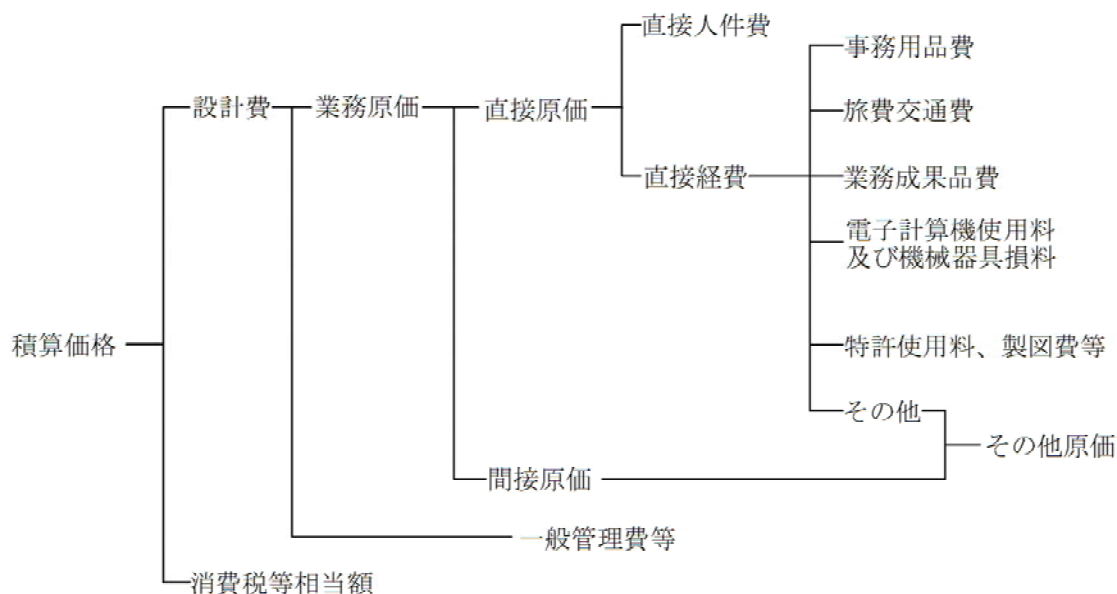 直接人件費
事務用品費
設計費
業務原価
直接原価
旅費交通費
直接経費
業務成果品費
電子計算機使用料
及び機械器具損料
積算価格
特許使用料、製図費等
その他
その他原価
間接原価
一般管理費等
消費税等相当額